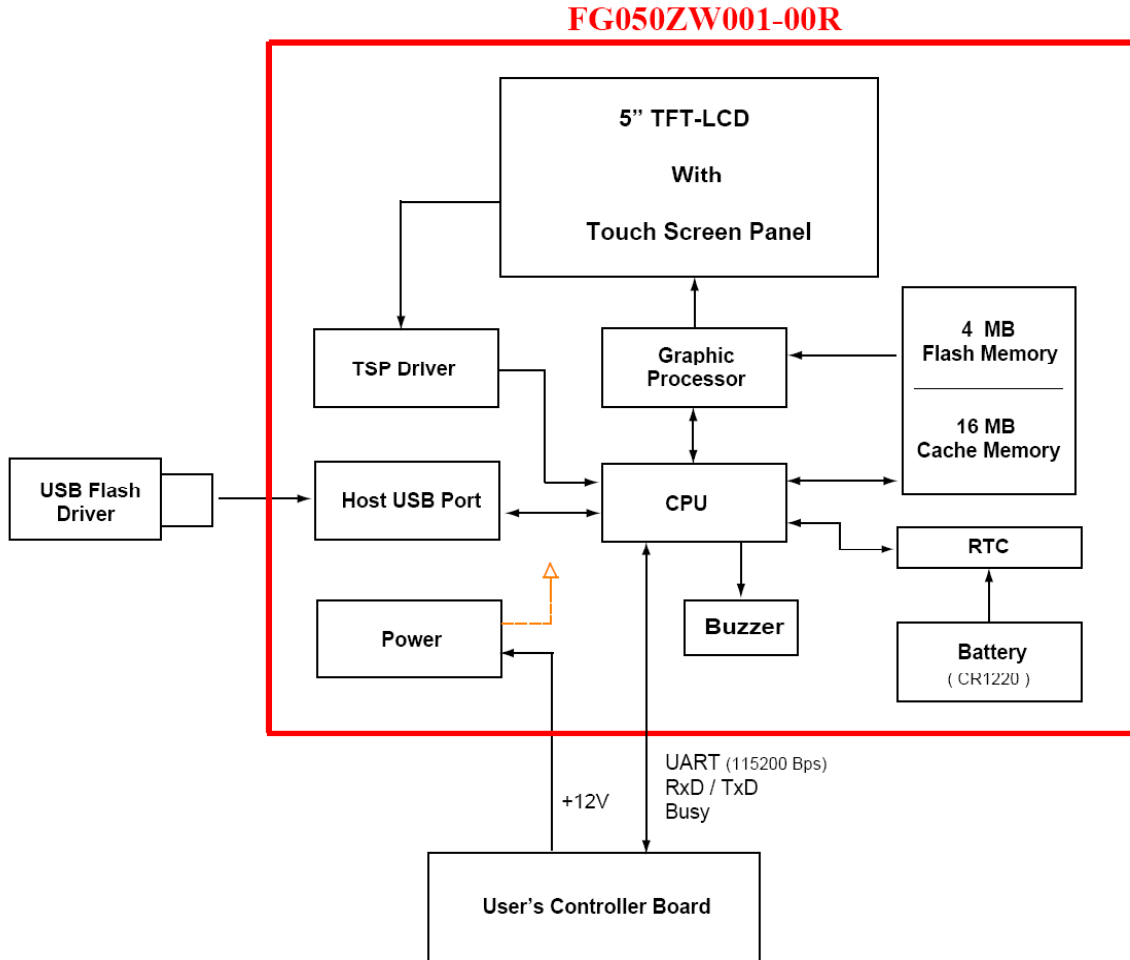 FG050ZW001-00R
5” TFT-LCD
With
Touch Screen Panel
TSP Driver
Graphic
Processor
4 MB
Flash Memory
16 MB
Cache Memory
USB Flash
Driver
Host USB Port
CPU
RTC
Power
Buzzer
Battery
( CR1220 )
+12V
UART (115200 Bps)
RxD / TxD
Busy
User’s Controller Board